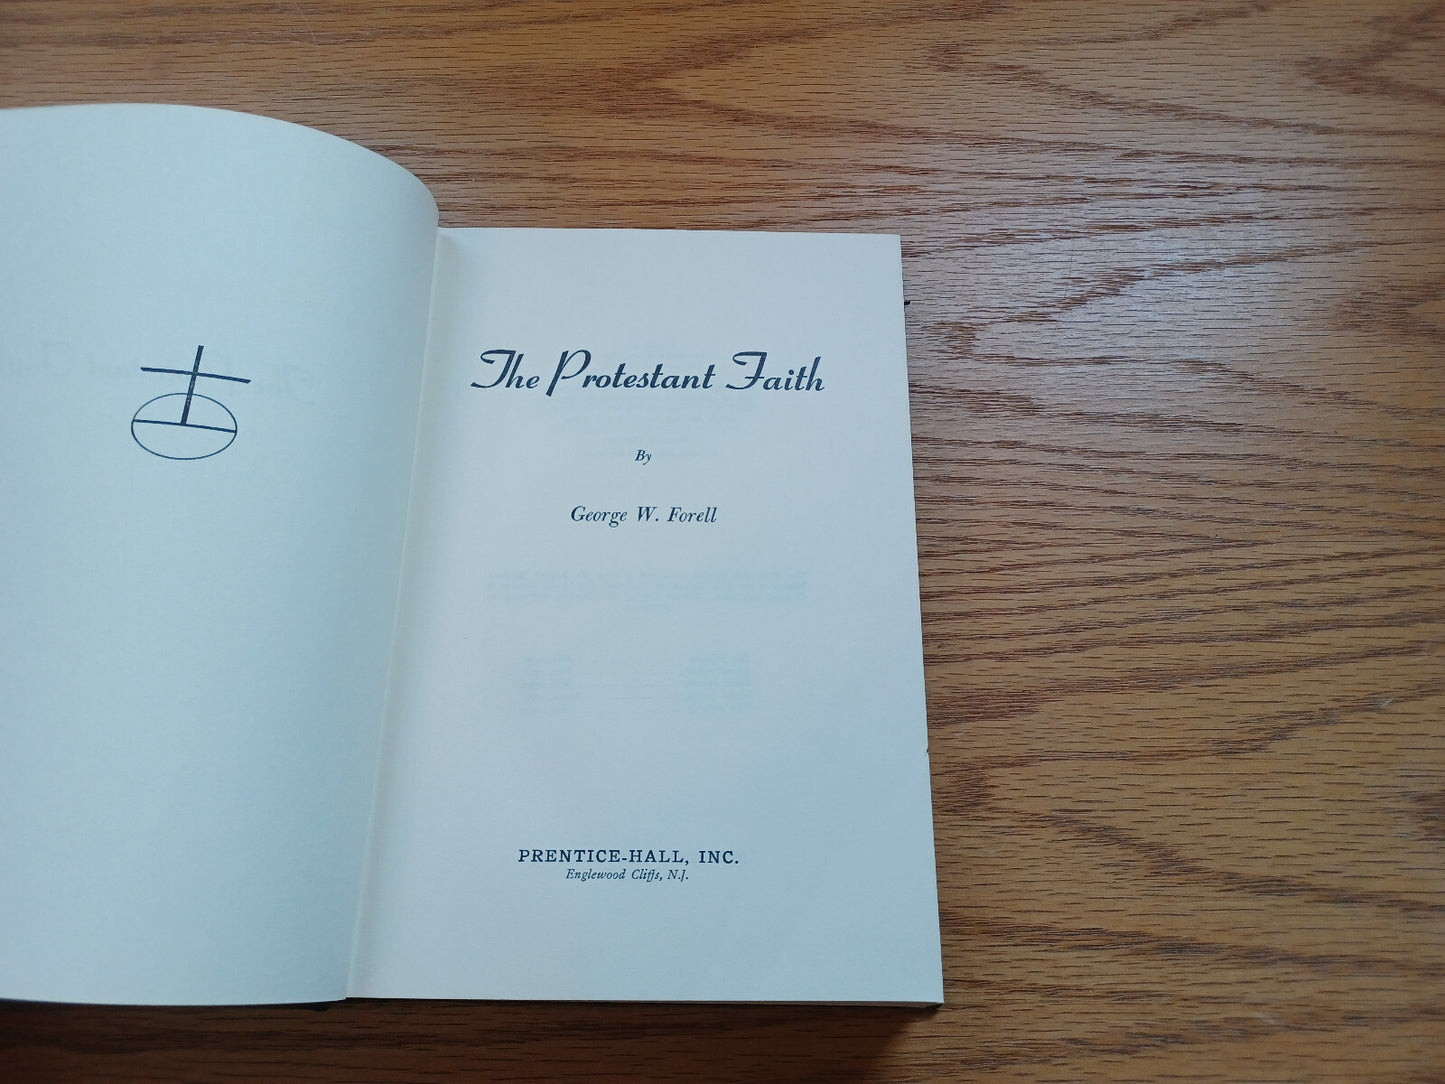 The Protestant Faith
By
George W. Forell
PRENTICE-HALL, INC.
Englewood Cliffs, N.J.